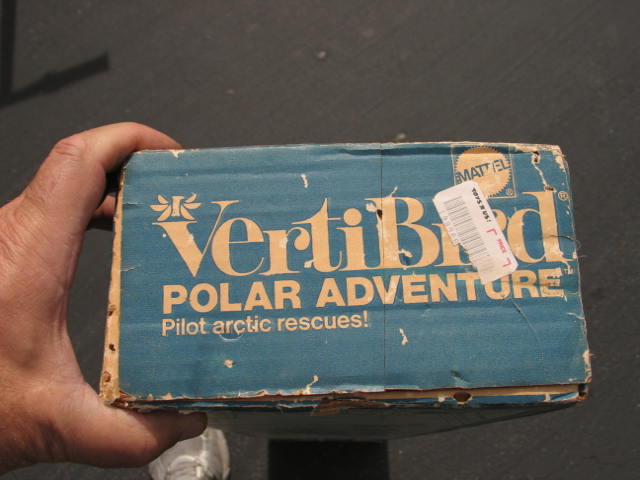 MATTEL
VertiBird®
POLAR ADVENTURE
Pilot arctic rescues!